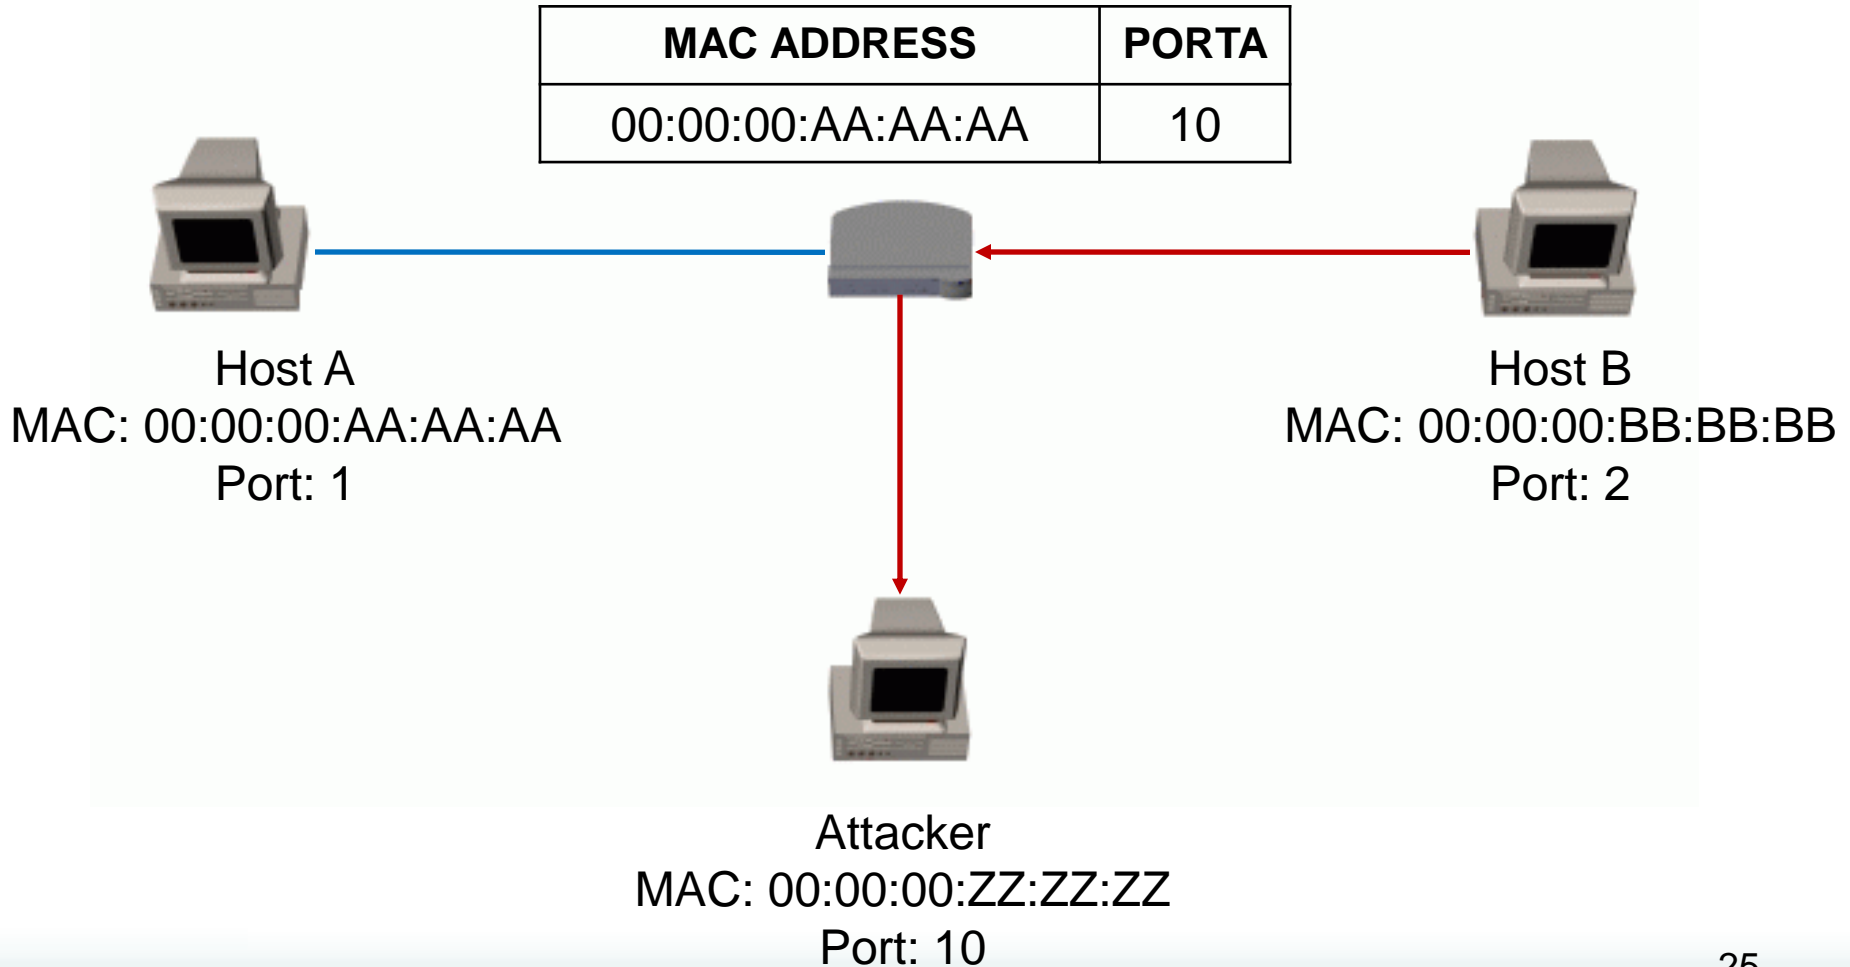 MAC ADDRESS PORTA
00:00:00:AA:AA:AA 10
Host A
MAC: 00:00:00:AA:AA:AA
Port: 1
Host B
MAC: 00:00:00:BB:BB:BB
Port: 2
Attacker
MAC: 00:00:00:ZZ:ZZ:ZZ
Port: 10
25